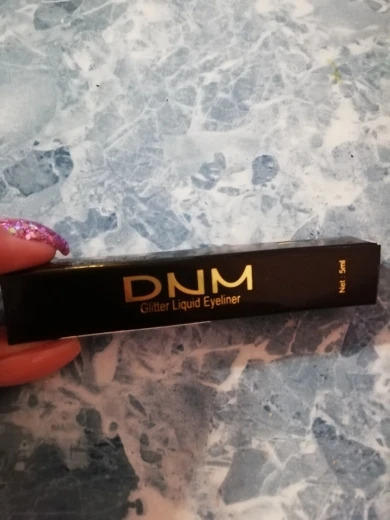 DNM
Glitter Liquid Eyeliner
Net : 5ml